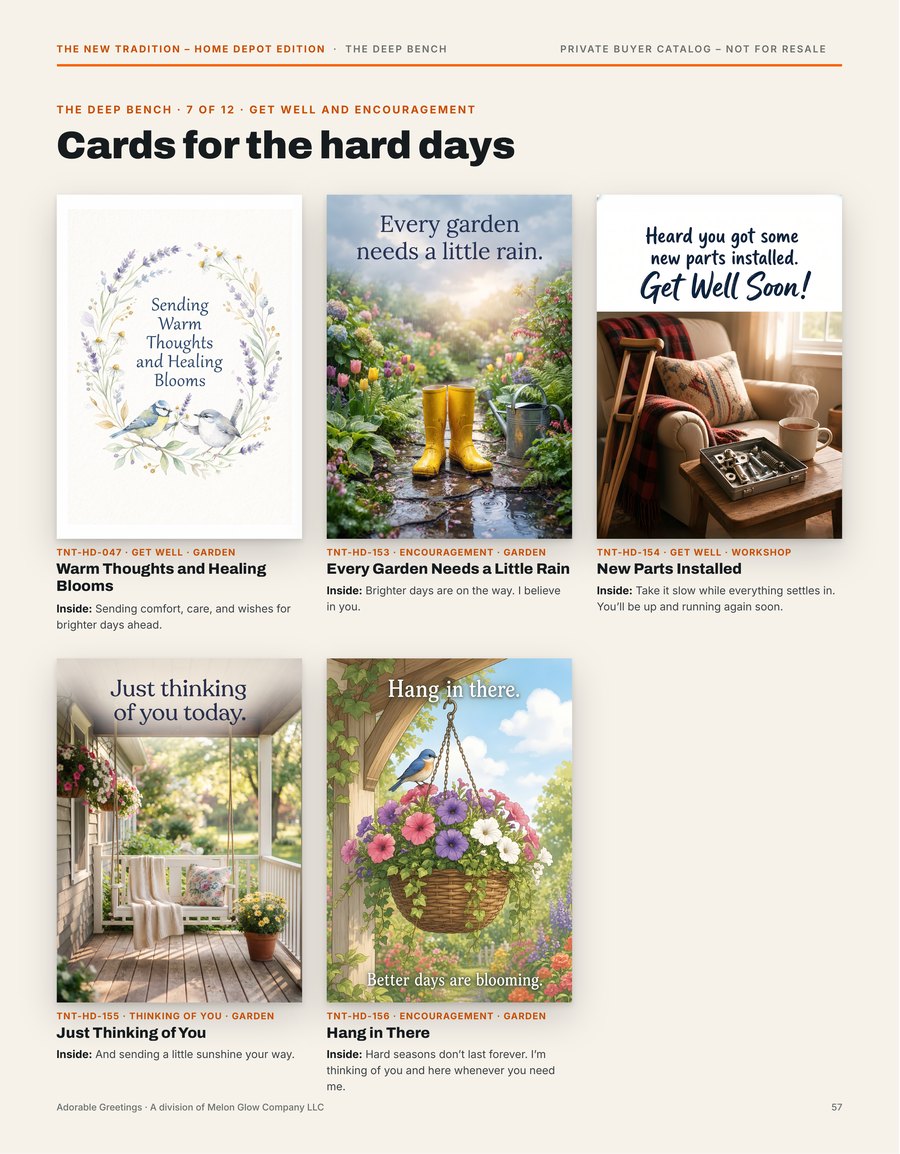 THE NEW TRADITION – HOME DEPOT EDITION · THE DEEP BENCH
PRIVATE BUYER CATALOG – NOT FOR RESALE
THE DEEP BENCH · 7 OF 12 · GET WELL AND ENCOURAGEMENT
Cards for the hard days
Sending
Warm
Thoughts
and Healing
Blooms
TNT-HD-047 · GET WELL · GARDEN
Warm Thoughts and Healing
Blooms
Inside: Sending comfort, care, and wishes for
brighter days ahead.
Every garden
needs a little rain.
TNT-HD-153 · ENCOURAGEMENT · GARDEN
Every Garden Needs a Little Rain
Inside: Brighter days are on the way. I believe
in you.
Heard you got some
new parts installed.
Get Well Soon!
TNT-HD-154 · GET WELL · WORKSHOP
New Parts Installed
Inside: Take it slow while everything settles in.
You’ll be up and running again soon.
Just thinking
of you today.
TNT-HD-155 · THINKING OF YOU · GARDEN
Just Thinking of You
Inside: And sending a little sunshine your way.
Hang in there.
Better days are blooming.
TNT-HD-156 · ENCOURAGEMENT · GARDEN
Hang in There
Inside: Hard seasons don’t last forever. I’m
thinking of you and here whenever you need
me.
Adorable Greetings · A division of Melon Glow Company LLC
57